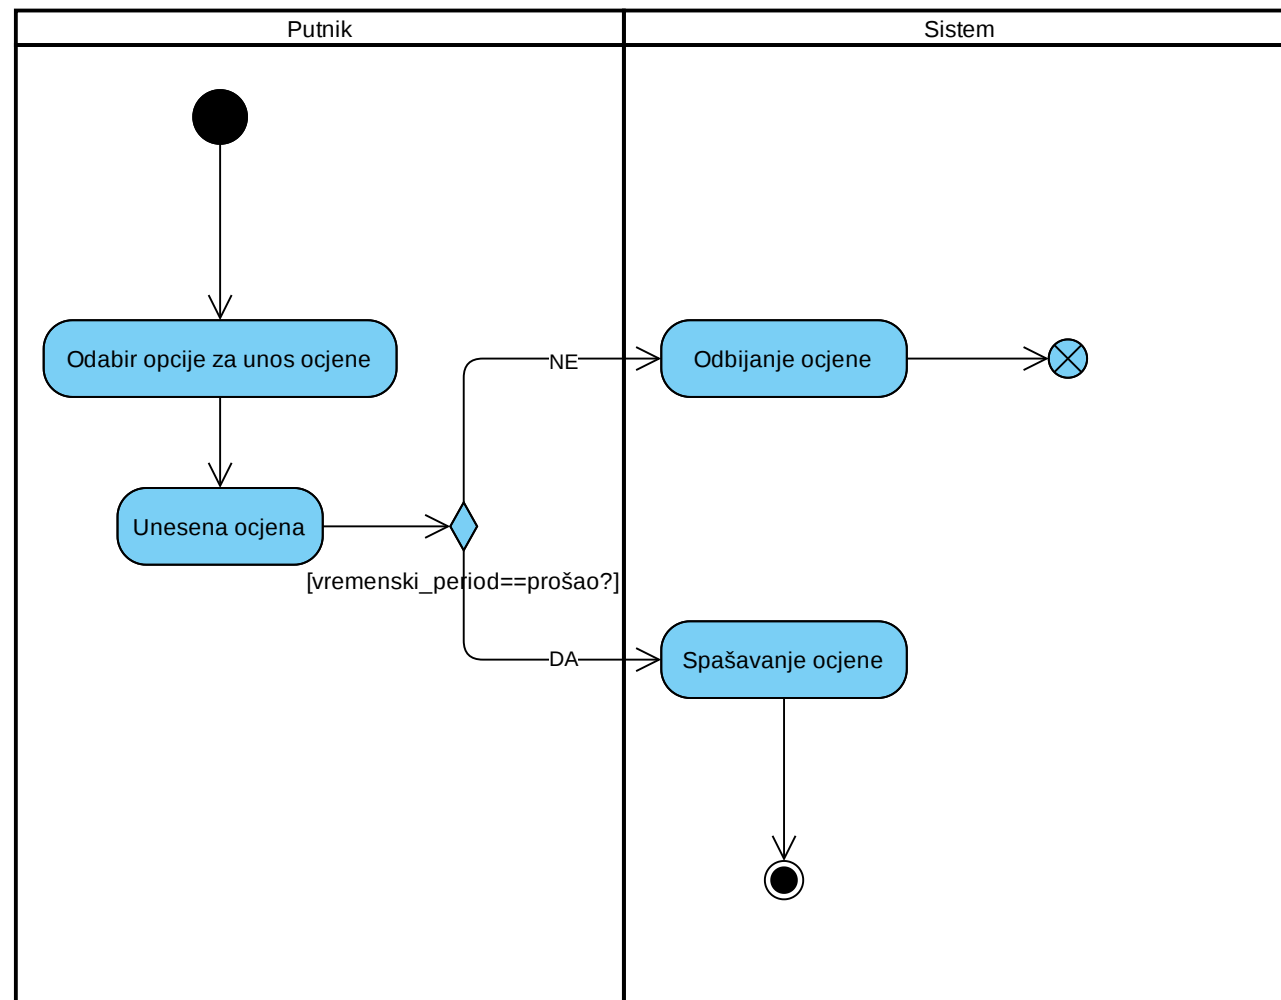 Putnik
Sistem
Odabir opcije za unos ocjene
NE
Odbijanje ocjene
Unesena ocjena
[vremenski_period==prošao?]
DA
Spašavanje ocjene